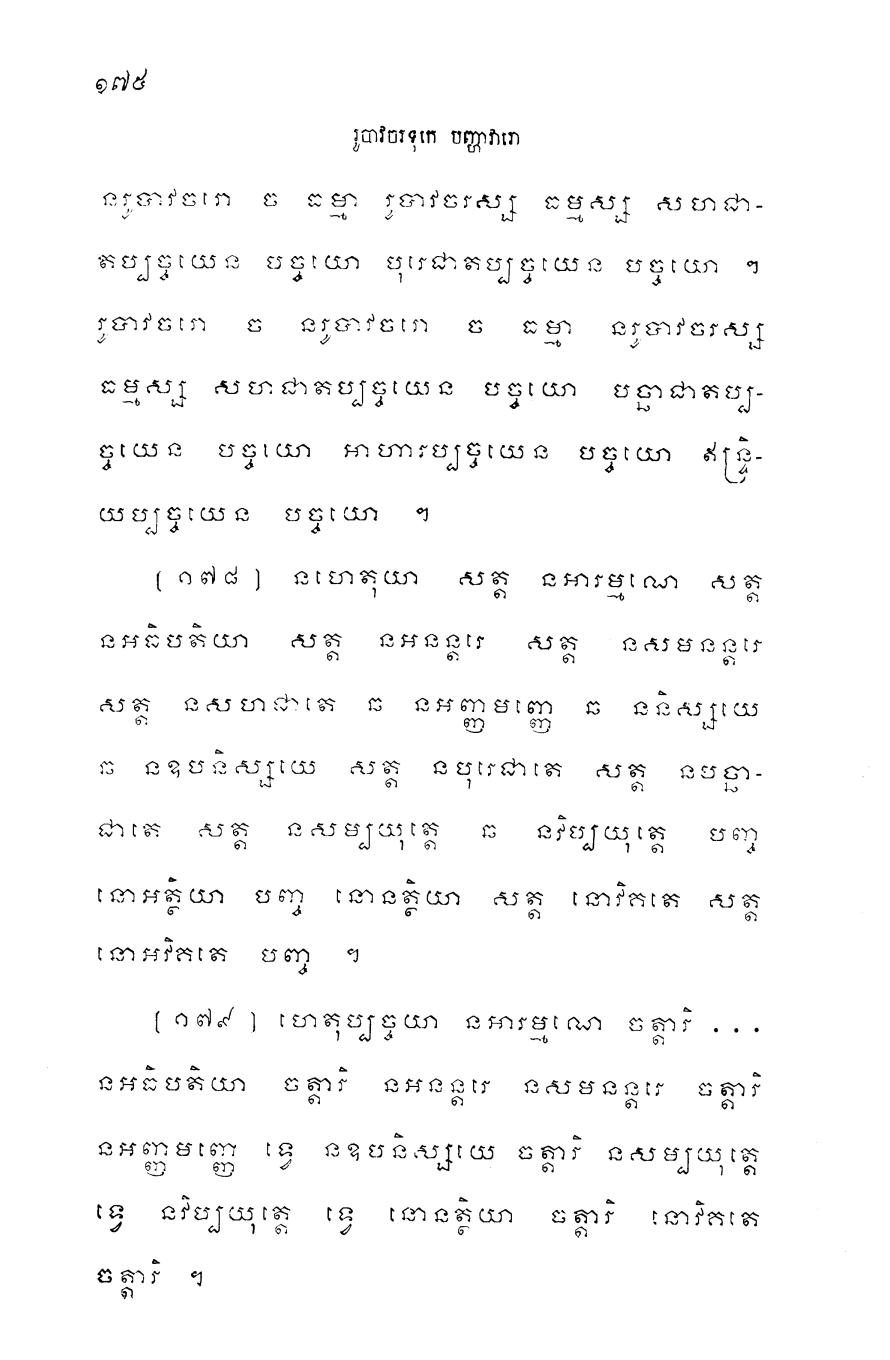 ១៧៥
រូបាវចរទុកេ បញ្ហាវារោ
នរូបាវចរោ ច ធម្មា រូបាវចរស្ស ធម្មស្ស សហជា-
តប្បច្ចយេន បច្ចយោ បុរេជាតប្បច្ចយេន បច្ចយោ ។
រូបាវចរោ ច នរូបាវចរោ ច ធម្មា នរូបាវចរស្ស
ធម្មស្ស សហជាតប្បច្ចយេន បច្ចយោ បច្ឆាជាតប្ប-
ច្ចយេន បច្ចយោ អាហារប្បច្ចយេន បច្ចយោ ឥន្ទ្រិ-
យប្បច្ចយេន បច្ចយោ ។
[ ១៧៨ ] នហេតុយា សត្ត នអារម្មណេ សត្ត
នអធិបតិយា សត្ត នអនន្តរេ សត្ត នសមនន្តរេ
សត្ត នសហជាតេ ឆ នអញ្ញមញ្ញេ ឆ ននិស្សយេ
ឆ នឧបនិស្សយេ សត្ត នបុរេជាតេ សត្ត នបច្ឆា-
ជាតេ សត្ត នសម្បយុត្តេ ឆ នវិប្បយុត្តេ បញ្ច
នោអត្ថិយា បញ្ច នោនត្ថិយា សត្ត នោវិគតេ សត្ត
នោអវិគតេ បញ្ច ។
[ ១៧៩ ] ហេតុប្បច្ចយា នអារម្មណេ ចត្តារិ ...
នអធិបតិយា ចត្តារិ នអនន្តរេ នសមនន្តរេ ចត្តារិ
នអញ្ញមញ្ញេ ទ្វេ នឧបនិស្សយេ ចត្តារិ នសម្បយុត្តេ
ទ្វេ នវិប្បយុត្តេ ទ្វេ នោនត្ថិយា ចត្តារិ នោវិគតេ
ចត្តារិ ។